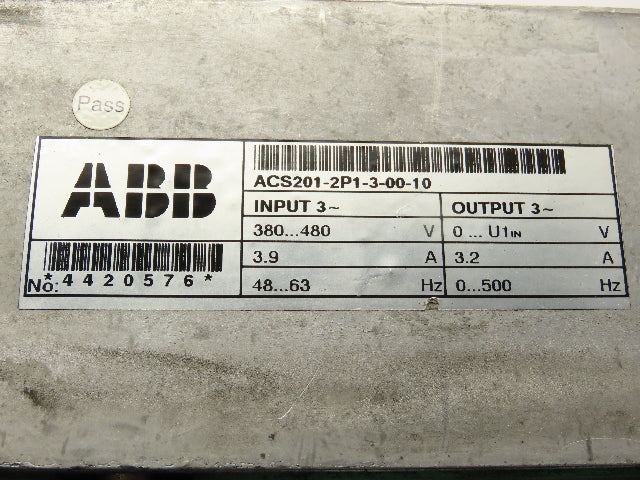 Pass
ABB
ACS201-2P1-3-00-10
INPUT 3~ OUTPUT 3~
380...480 V 0 ... U1IN V
3.9 A 3.2 A
48...63 Hz 0...500 Hz
No: *4420576*